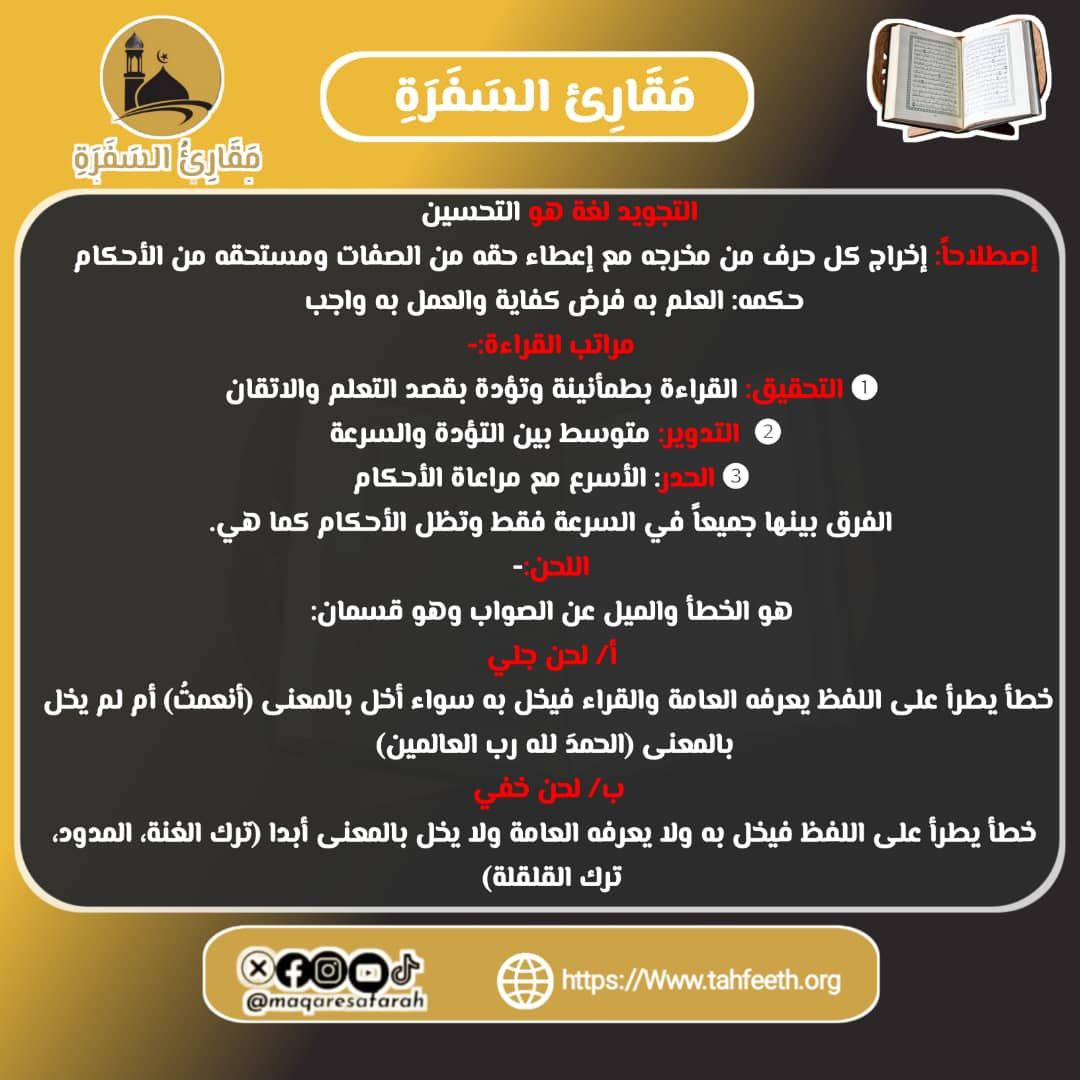 مَقَارِئ السَفَرَةِ
مَقَارِئُ السَفَرَةِ
التجويد لغة هو التحسين
إصطلاحاً: إخراج كل حرف من مخرجه مع إعطاء حقه من الصفات ومستحقه من الأحكام
حكمه: العلم به فرض كفاية والعمل به واجب
مراتب القراءة:-
1 التحقيق: القراءة بطمأنينة وتؤدة بقصد التعلم والاتقان
2 التدوير: متوسط بين التؤدة والسرعة
3 الحدر: الأسرع مع مراعاة الأحكام
الفرق بينها جميعاً في السرعة فقط وتظل الأحكام كما هي.
اللحن:-
هو الخطأ والميل عن الصواب وهو قسمان:
أ/ لحن جلي
خطأ يطرأ على اللفظ يعرفه العامة والقراء فيخل به سواء أخل بالمعنى (أنعمتُ) أم لم يخل
بالمعنى (الحمدَ لله رب العالمين)
ب/ لحن خفي
خطأ يطرأ على اللفظ فيخل به ولا يعرفه العامة ولا يخل بالمعنى أبدا (ترك الغنة، المدود،
ترك القلقلة)
@maqaresafarah
https://Www.tahfeeth.org